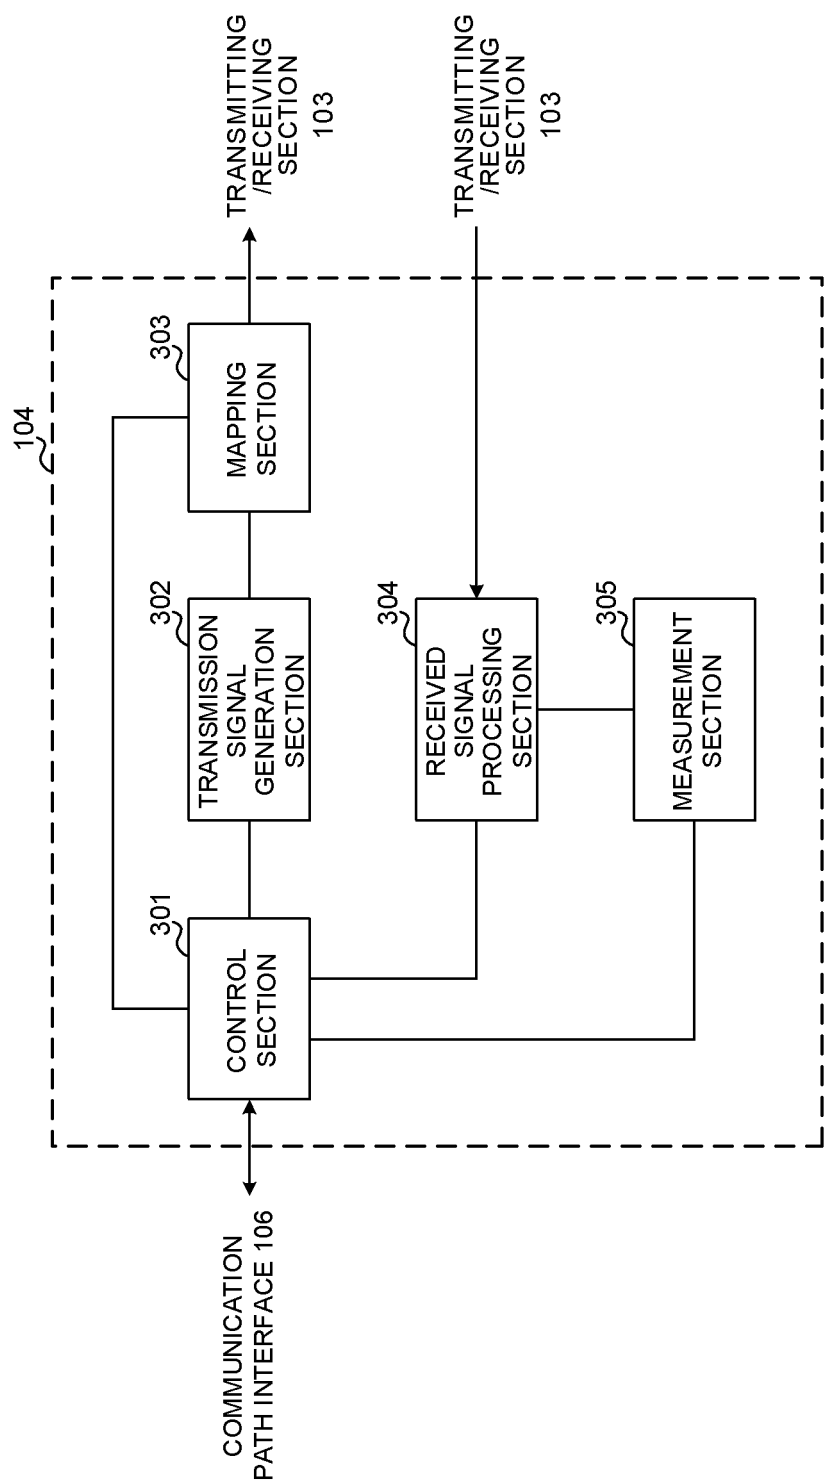 104
COMMUNICATION
PATH INTERFACE 106
301
CONTROL
SECTION
302
TRANSMISSION
SIGNAL
GENERATION
SECTION
303
MAPPING
SECTION
TRANSMITTING
/RECEIVING
SECTION
103
304
RECEIVED
SIGNAL
PROCESSING
SECTION
TRANSMITTING
/RECEIVING
SECTION
103
305
MEASUREMENT
SECTION